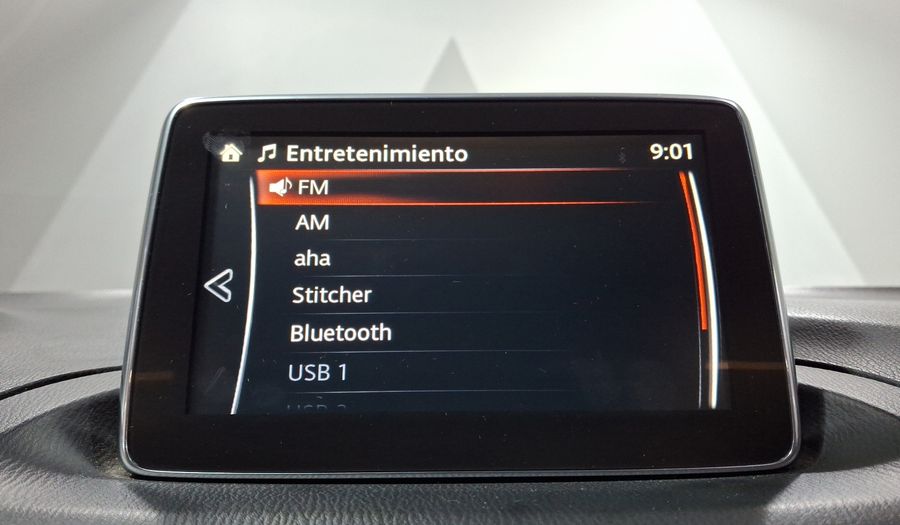 Entretenimiento 9:01
FM
AM
aha
Stitcher
Bluetooth
USB 1